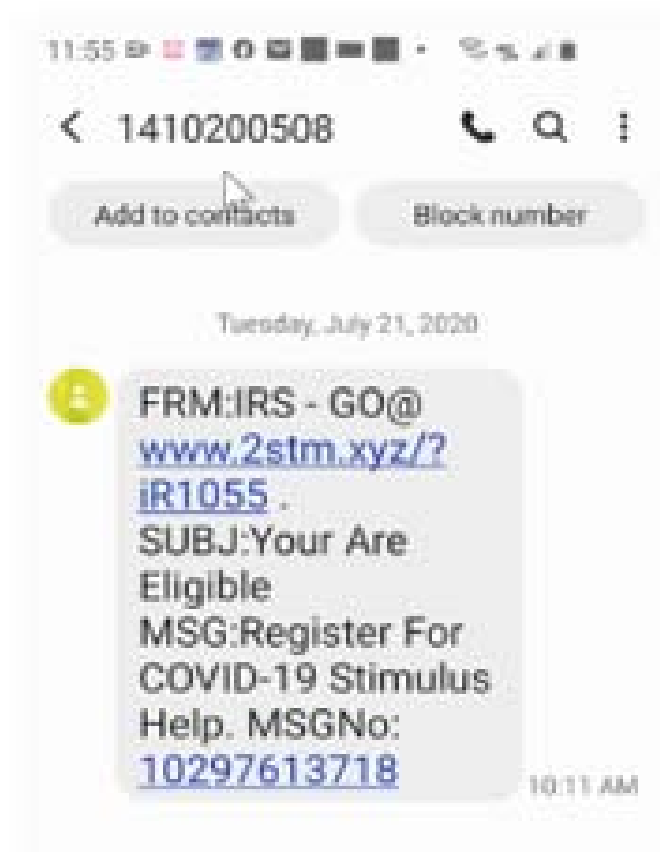 11:55
1410200508
Add to contacts
Block number
Tuesday, July 21, 2020
FRM:IRS - GO@
www.2stm.xyz/?
iR1055 .
SUBJ:Your Are
Eligible
MSG:Register For
COVID-19 Stimulus
Help. MSGNo:
10297613718
10:11 AM